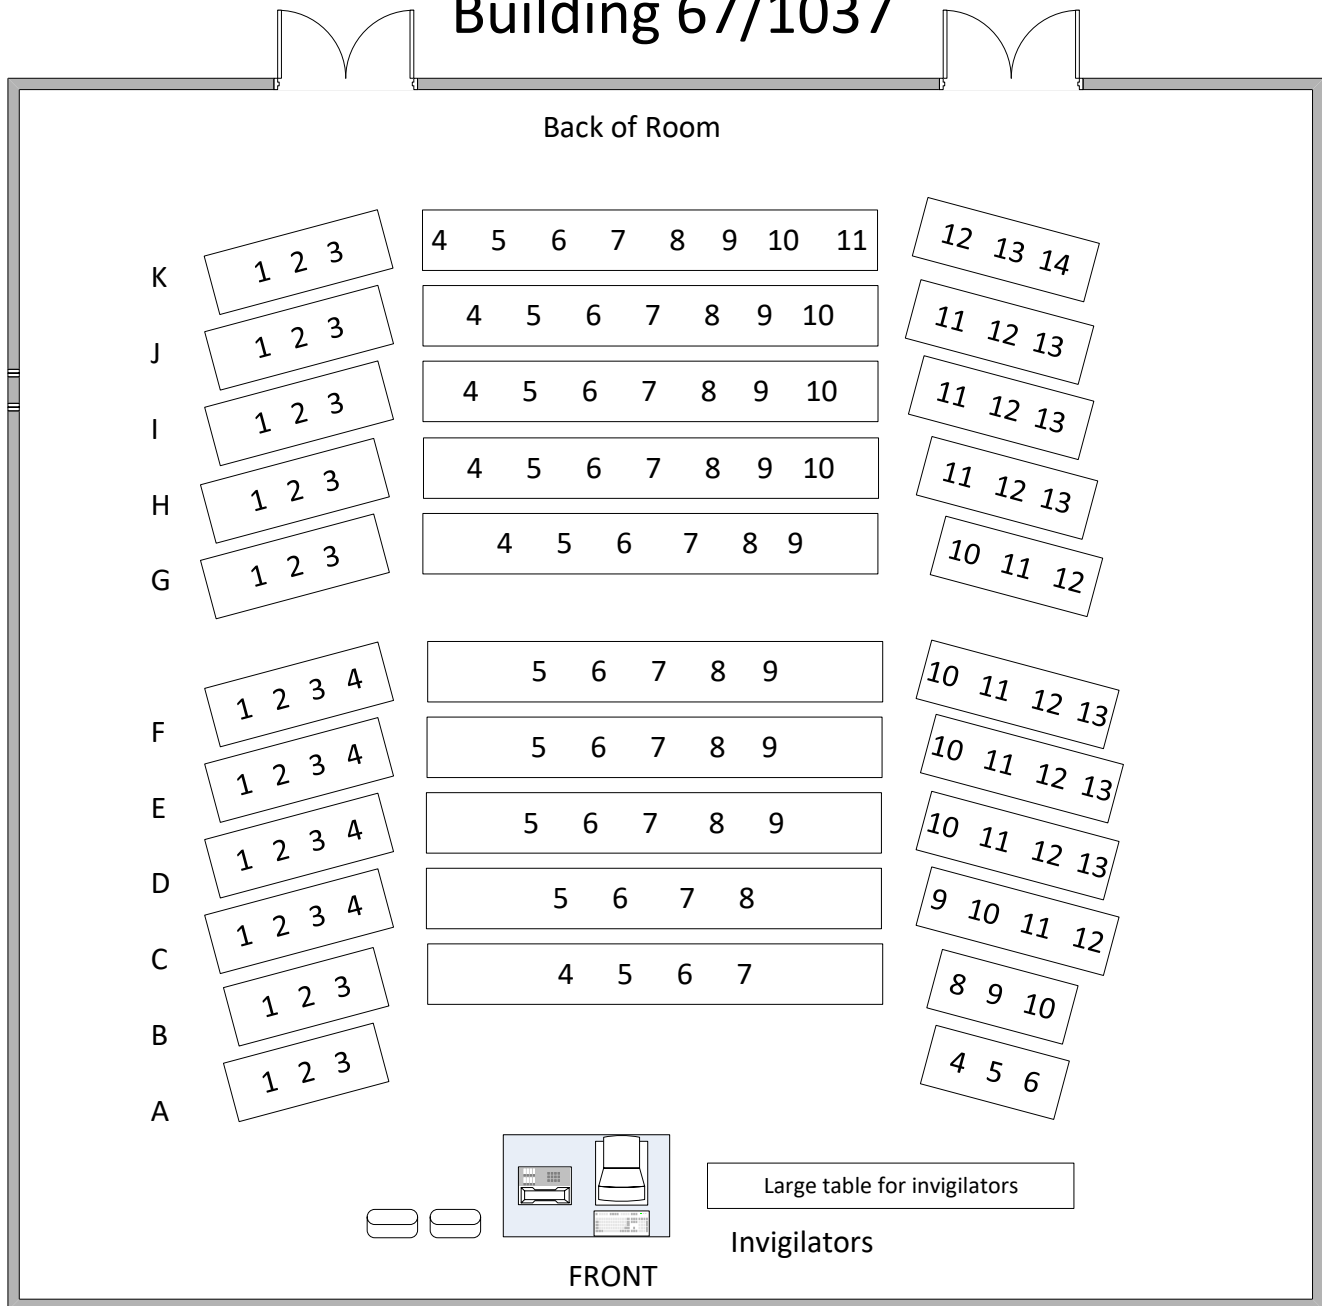 Building 67/1037
Back of Room
K 1 2 3 4 5 6 7 8 9 10 11 12 13 14
J 1 2 3 4 5 6 7 8 9 10 11 12 13
I 1 2 3 4 5 6 7 8 9 10 11 12 13
H 1 2 3 4 5 6 7 8 9 10 11 12 13
G 1 2 3 4 5 6 7 8 9 10 11 12
F 1 2 3 4 5 6 7 8 9 10 11 12 13
E 1 2 3 4 5 6 7 8 9 10 11 12 13
D 1 2 3 4 5 6 7 8 9 10 11 12 13
C 1 2 3 4 5 6 7 8 9 10 11 12
B 1 2 3 4 5 6 7 8 9 10
A 1 2 3 4 5 6
Large table for invigilators
Invigilators
FRONT